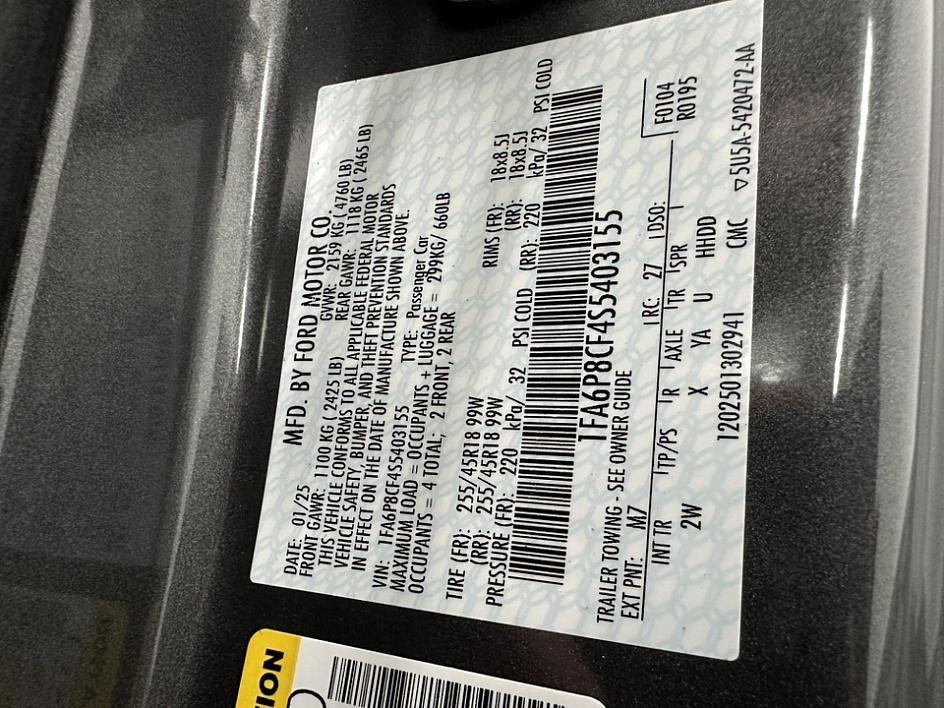 MFD. BY FORD MOTOR CO.
DATE: 01/25 GVWR: 2159 KG ( 4760 LB)
FRONT GAWR: 1100 KG ( 2425 LB) REAR GAWR: 1118 KG ( 2465 LB)
THIS VEHICLE CONFORMS TO ALL APPLICABLE FEDERAL MOTOR
VEHICLE SAFETY, BUMPER, AND THEFT PREVENTION STANDARDS
IN EFFECT ON THE DATE OF MANUFACTURE SHOWN ABOVE.
VIN: 1FA6P8CF4S5403155 TYPE: Passenger Car
MAXIMUM LOAD = OCCUPANTS + LUGGAGE = 299KG/ 660LB
OCCUPANTS = 4 TOTAL; 2 FRONT, 2 REAR
TIRE (FR): 255/45R18 99W RIMS (FR): 18x8.5J
(RR): 255/45R18 99W (RR): 18x8.5J
PRESSURE (FR): 220 kPa/ 32 PSI COLD (RR): 220 kPa/ 32 PSI COLD
1FA6P8CF4S5403155
TRAILER TOWING - SEE OWNER GUIDE F0104
EXT PNT: M7 RC: 27 DSO: R0195
INT TR TP/PS R AXLE TR SPR
2W X YA U HHDD
1202501302941 CMC ▽5U5A-5420472-AA
TION